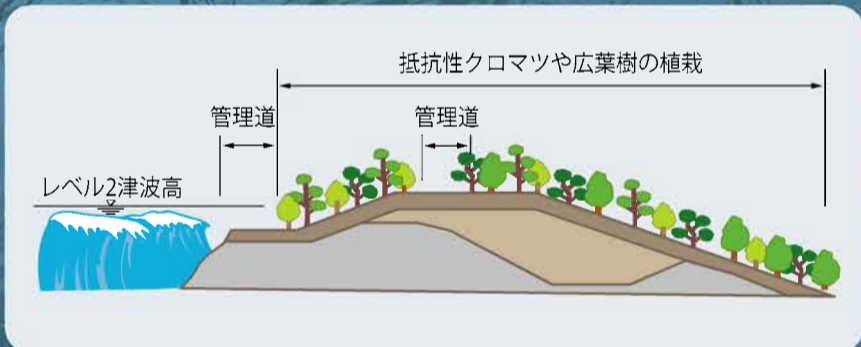 抵抗性クロマツや広葉樹の植栽
管理道
管理道
レベル2津波高